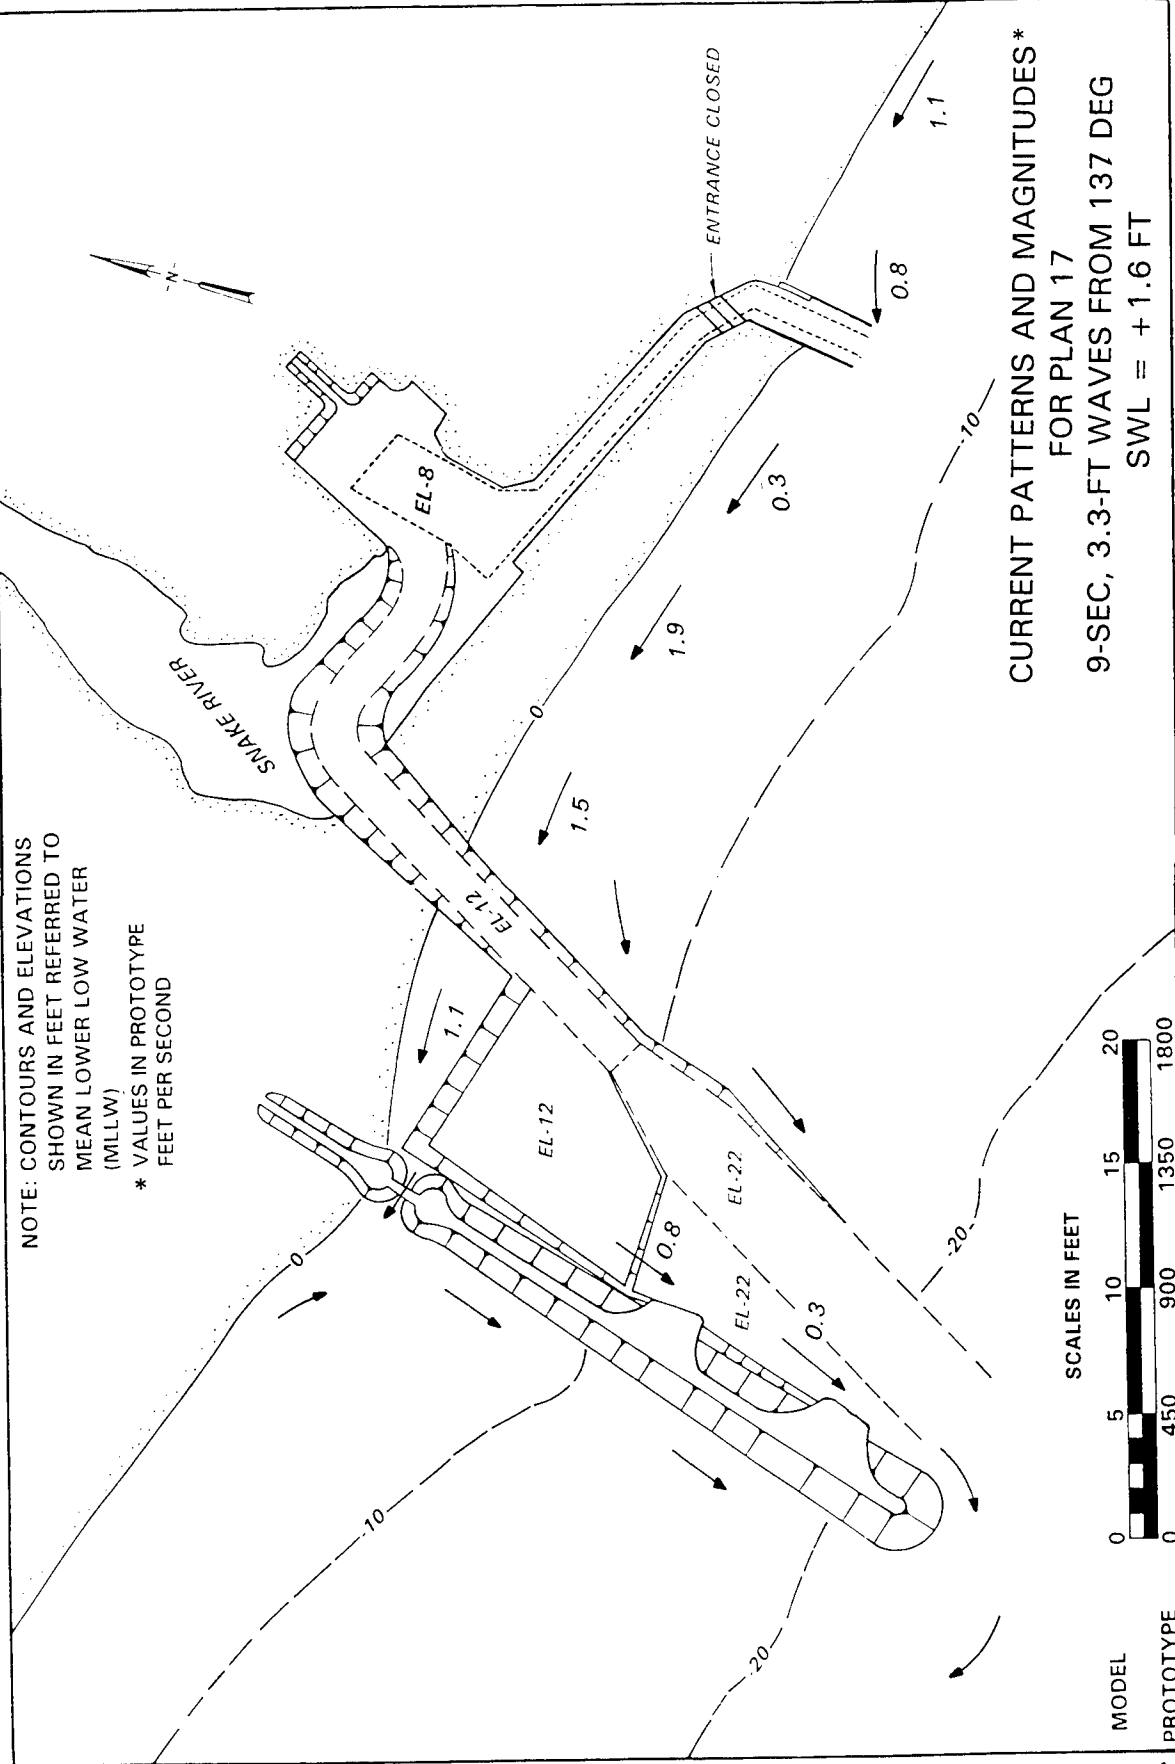 NOTE: CONTOURS AND ELEVATIONS
SHOWN IN FEET REFERRED TO
MEAN LOWER LOW WATER
(MLLW)
* VALUES IN PROTOTYPE
FEET PER SECOND
SNAKE RIVER
-N-
ENTRANCE CLOSED
EL-8
EL-12
EL-12
EL-22
EL-22
0
0
-10
-10
-20
-20
1.1
0.8
0.3
1.9
1.5
1.1
0.8
0.3
CURRENT PATTERNS AND MAGNITUDES*
FOR PLAN 17
9-SEC, 3.3-FT WAVES FROM 137 DEG
SWL = +1.6 FT
SCALES IN FEET
MODEL 0 5 10 15 20
PROTOTYPE 0 450 900 1350 1800